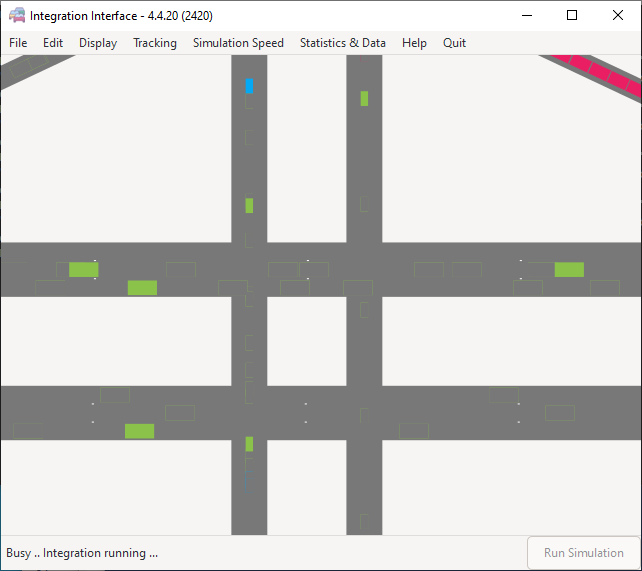 Integration Interface - 4.4.20 (2420)
File Edit Display Tracking Simulation Speed Statistics & Data Help Quit
Busy .. Integration running ... Run Simulation